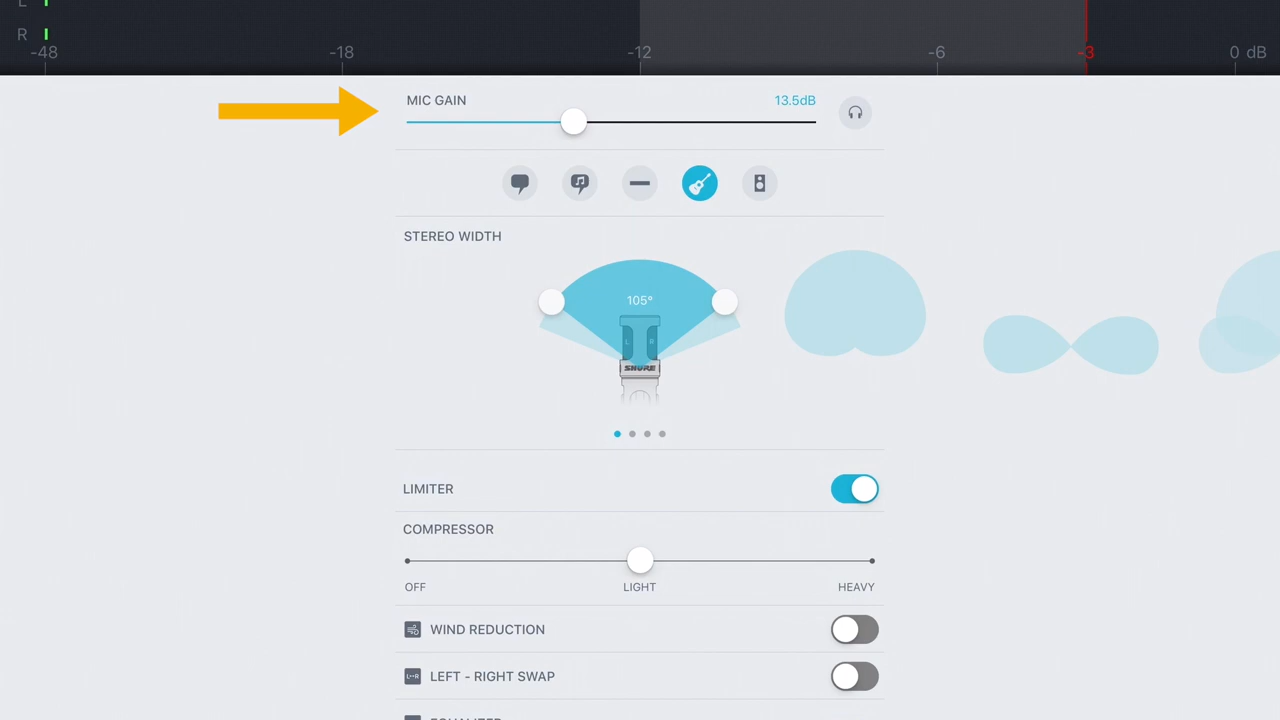 L
R
-48 -18 -12 -6 -3 0 dB
MIC GAIN 13.5dB
STEREO WIDTH
105°
L R
SHURE
LIMITER
COMPRESSOR
OFF LIGHT HEAVY
WIND REDUCTION
L↔R LEFT - RIGHT SWAP
EQUALIZER